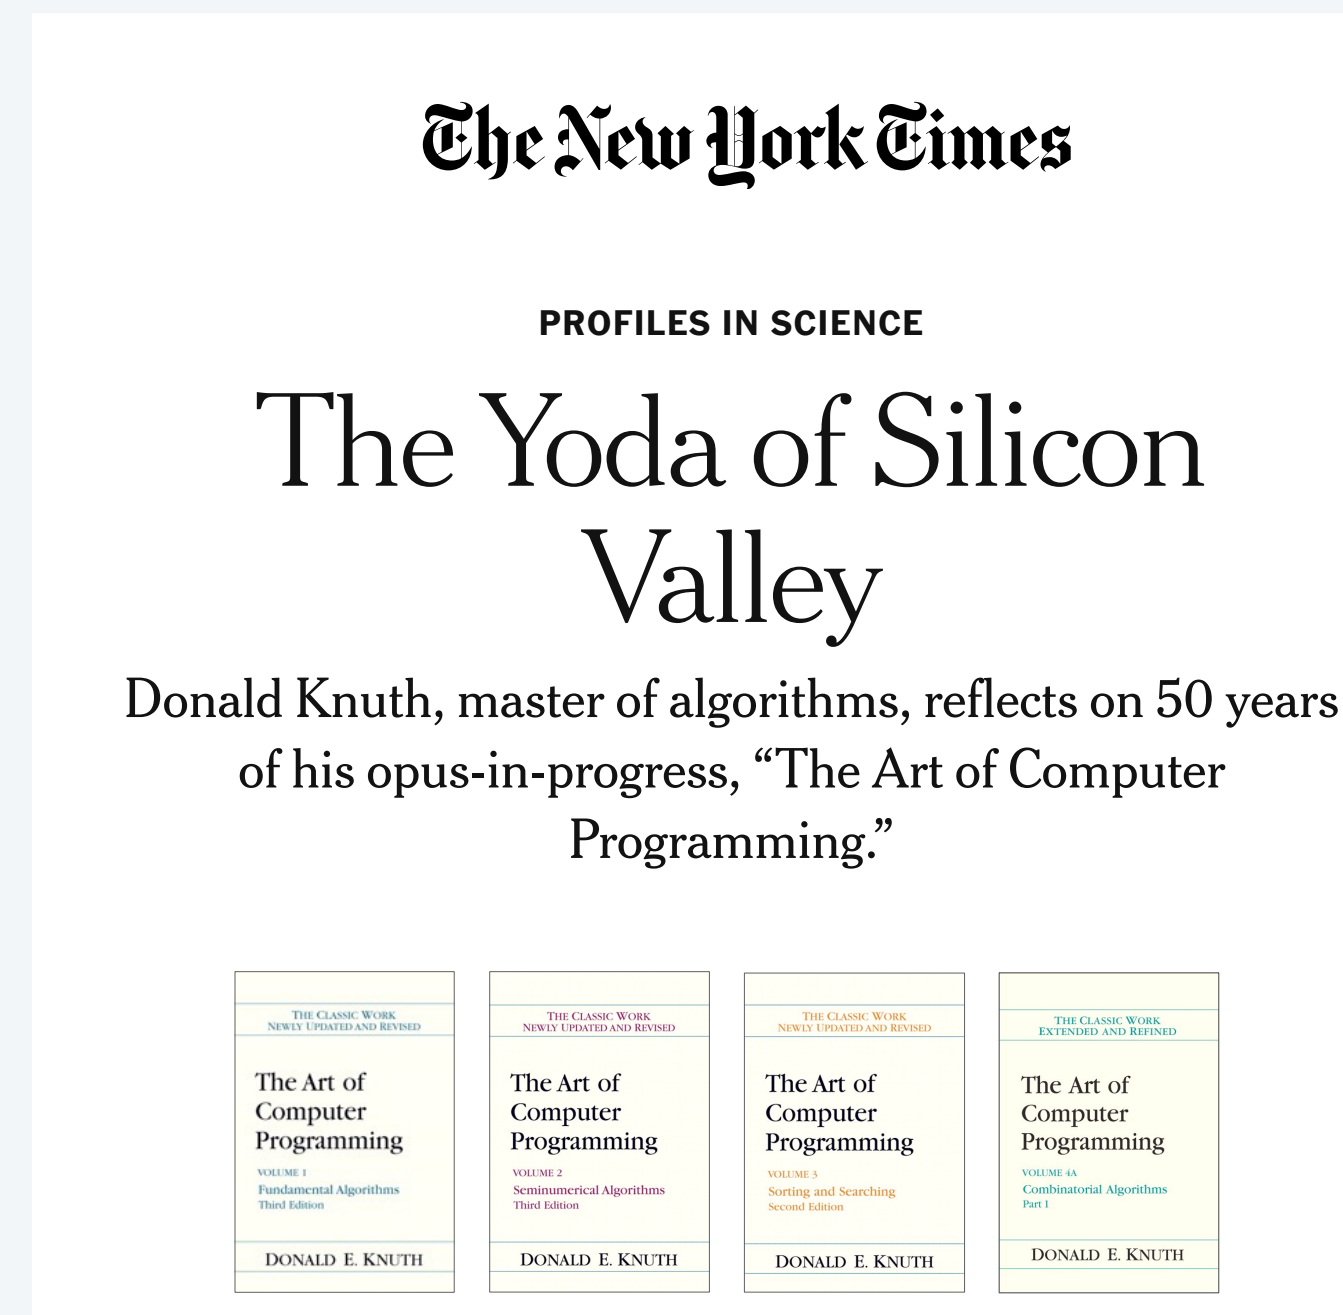 The New York Times
PROFILES IN SCIENCE
The Yoda of Silicon
Valley
Donald Knuth, master of algorithms, reflects on 50 years
of his opus-in-progress, “The Art of Computer
Programming.”
THE CLASSIC WORK
NEWLY UPDATED AND REVISED
The Art of
Computer
Programming
VOLUME 1
Fundamental Algorithms
Third Edition
DONALD E. KNUTH
THE CLASSIC WORK
NEWLY UPDATED AND REVISED
The Art of
Computer
Programming
VOLUME 2
Seminumerical Algorithms
Third Edition
DONALD E. KNUTH
THE CLASSIC WORK
NEWLY UPDATED AND REVISED
The Art of
Computer
Programming
VOLUME 3
Sorting and Searching
Second Edition
DONALD E. KNUTH
THE CLASSIC WORK
EXTENDED AND REFINED
The Art of
Computer
Programming
VOLUME 4A
Combinatorial Algorithms
Part 1
DONALD E. KNUTH